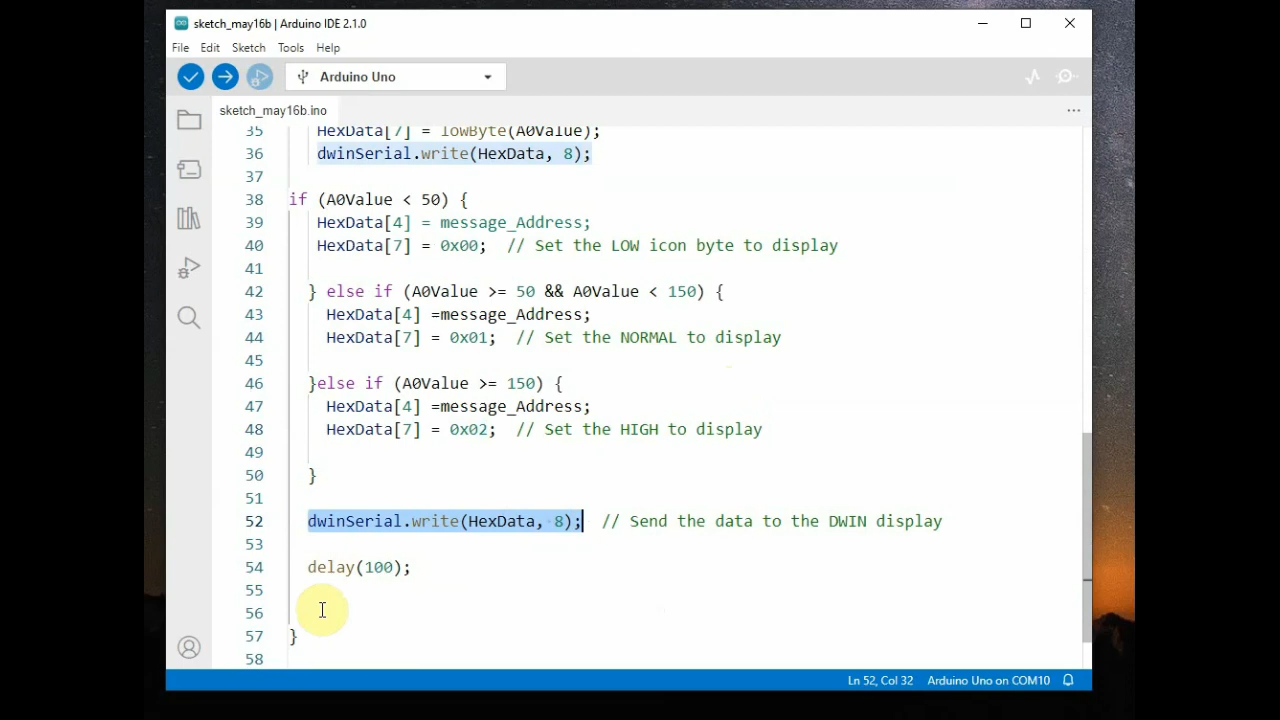 sketch_may16b | Arduino IDE 2.1.0
File Edit Sketch Tools Help
Arduino Uno
sketch_may16b.ino
35 HexData[7] = lowByte(A0Value);
36 dwinSerial.write(HexData, 8);
37
38 if (A0Value < 50) {
39 HexData[4] = message_Address;
40 HexData[7] = 0x00; // Set the LOW icon byte to display
41
42 } else if (A0Value >= 50 && A0Value < 150) {
43 HexData[4] =message_Address;
44 HexData[7] = 0x01; // Set the NORMAL to display
45
46 }else if (A0Value >= 150) {
47 HexData[4] =message_Address;
48 HexData[7] = 0x02; // Set the HIGH to display
49
50 }
51
52 dwinSerial.write(HexData, 8); // Send the data to the DWIN display
53
54 delay(100);
55
56
57 }
58
Ln 52, Col 32 Arduino Uno on COM10